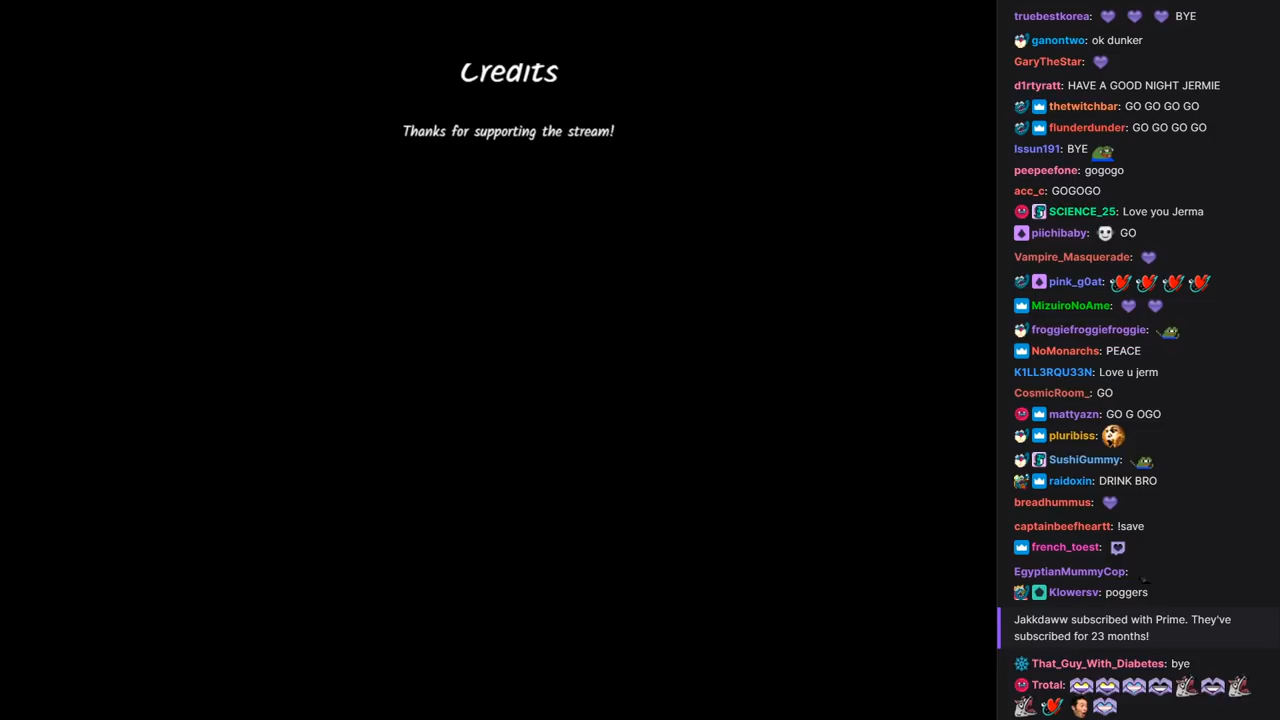 Credits
Thanks for supporting the stream!
truebestkorea: BYE
ganontwo: ok dunker
GaryTheStar:
d1rtyratt: HAVE A GOOD NIGHT JERMIE
thetwitchbar: GO GO GO GO
flunderdunder: GO GO GO GO
Issun191: BYE
peepeefone: gogogo
acc_c: GOGOGO
SCIENCE_25: Love you Jerma
piichibaby: GO
Vampire_Masquerade:
pink_g0at:
MizuiroNoAme:
froggiefroggiefroggie:
NoMonarchs: PEACE
K1LL3RQU33N: Love u jerm
CosmicRoom_: GO
mattyazn: GO G OGO
pluribiss:
SushiGummy:
raidoxin: DRINK BRO
breadhummus:
captainbeefheartt: !save
french_toest:
EgyptianMummyCop:
Klowersv: poggers
Jakkdaww subscribed with Prime. They've
subscribed for 23 months!
That_Guy_With_Diabetes: bye
Trotal: